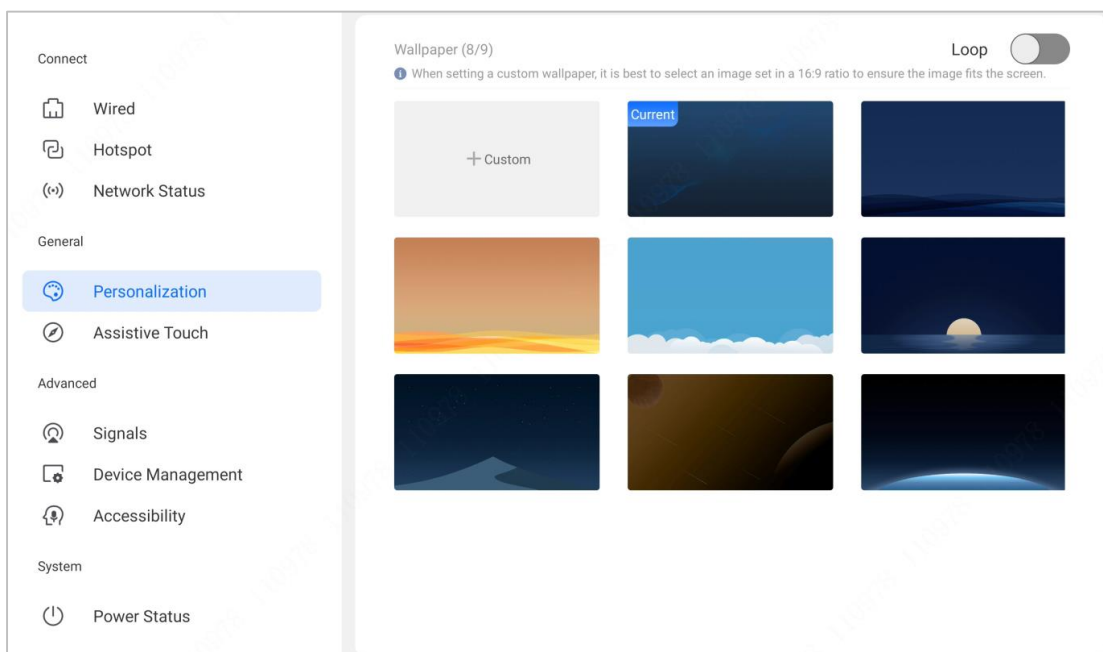 Connect
Wired
Hotspot
Network Status
General
Personalization
Assistive Touch
Advanced
Signals
Device Management
Accessibility
System
Power Status
Wallpaper (8/9)
Loop
When setting a custom wallpaper, it is best to select an image set in a 16:9 ratio to ensure the image fits the screen.
+ Custom
Current